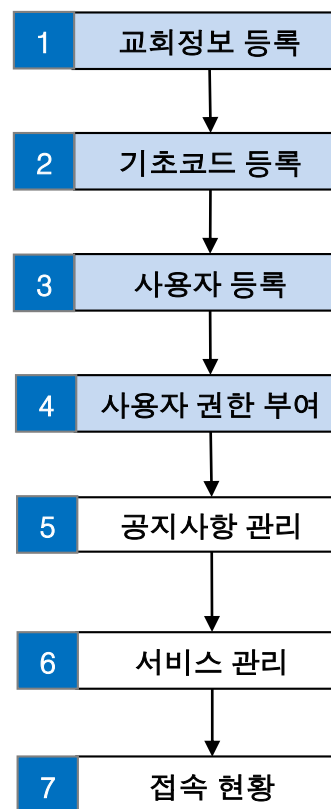 1 교회정보 등록
2 기초코드 등록
3 사용자 등록
4 사용자 권한 부여
5 공지사항 관리
6 서비스 관리
7 접속 현황